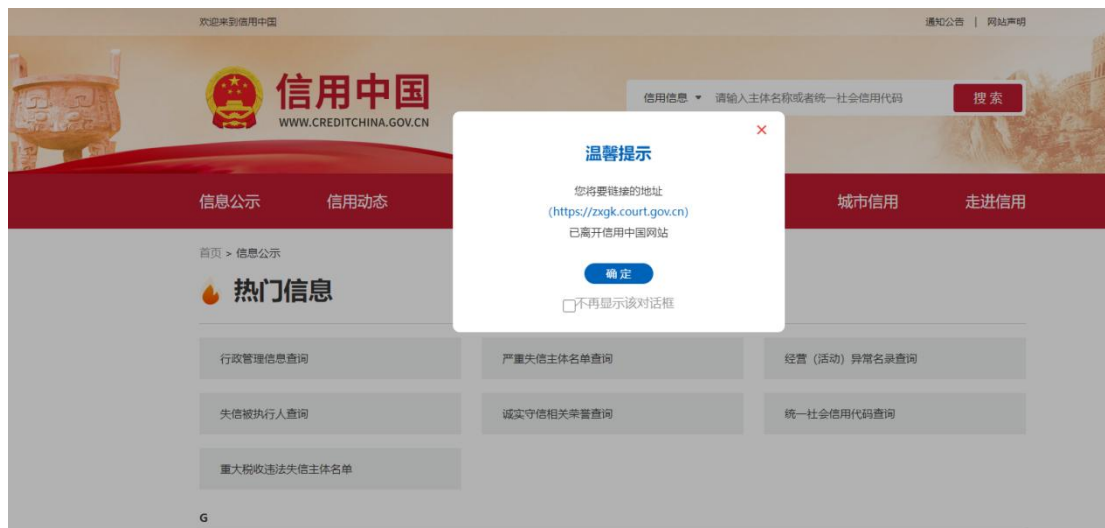 欢迎来到信用中国
通知公告 | 网站声明
信用中国
WWW.CREDITCHINA.GOV.CN
信用信息 请输入主体名称或者统一社会信用代码 搜索
温馨提示
您将要链接的地址
(https://zxgk.court.gov.cn)
已离开信用中国网站
确定
不再显示该对话框
信息公示 信用动态 城市信用 走进信用
首页 > 信息公示
热门信息
行政管理信息查询 严重失信主体名单查询 经营（活动）异常名录查询
失信被执行人查询 诚实守信相关荣誉查询 统一社会信用代码查询
重大税收违法失信主体名单
G